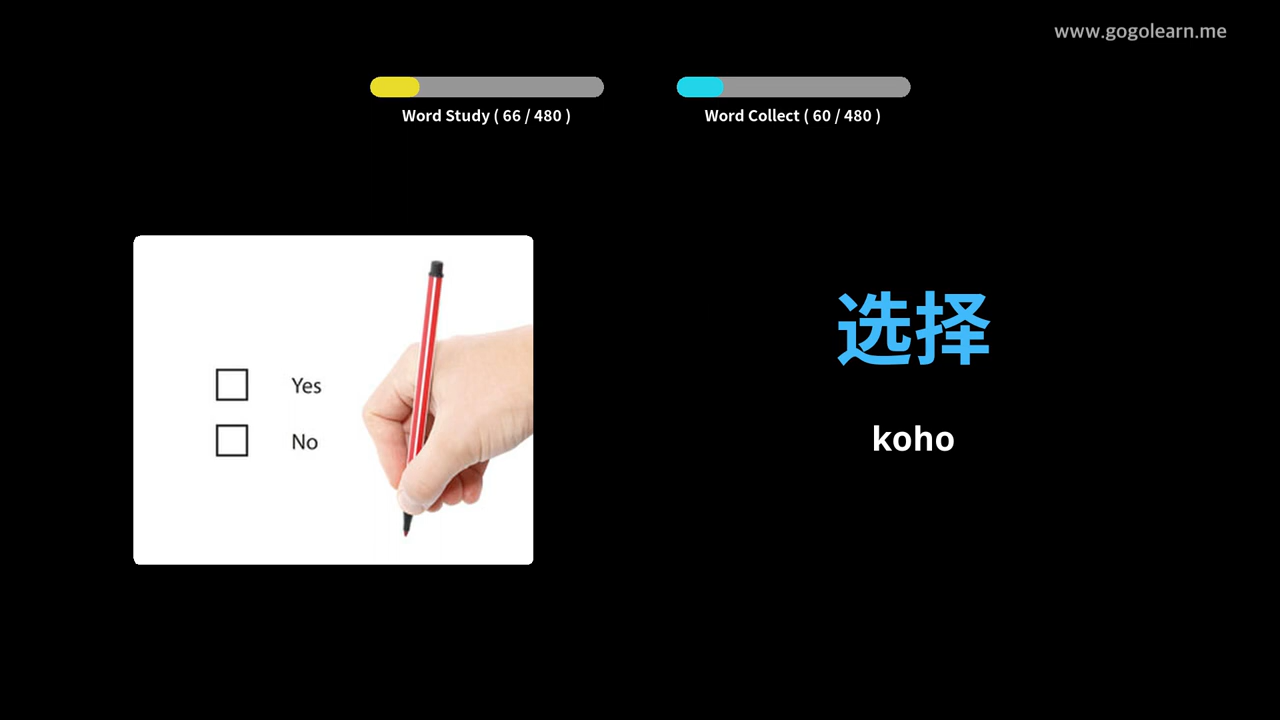 www.gogolearn.me
Word Study ( 66 / 480 )
Word Collect ( 60 / 480 )
Yes
No
选择
koho